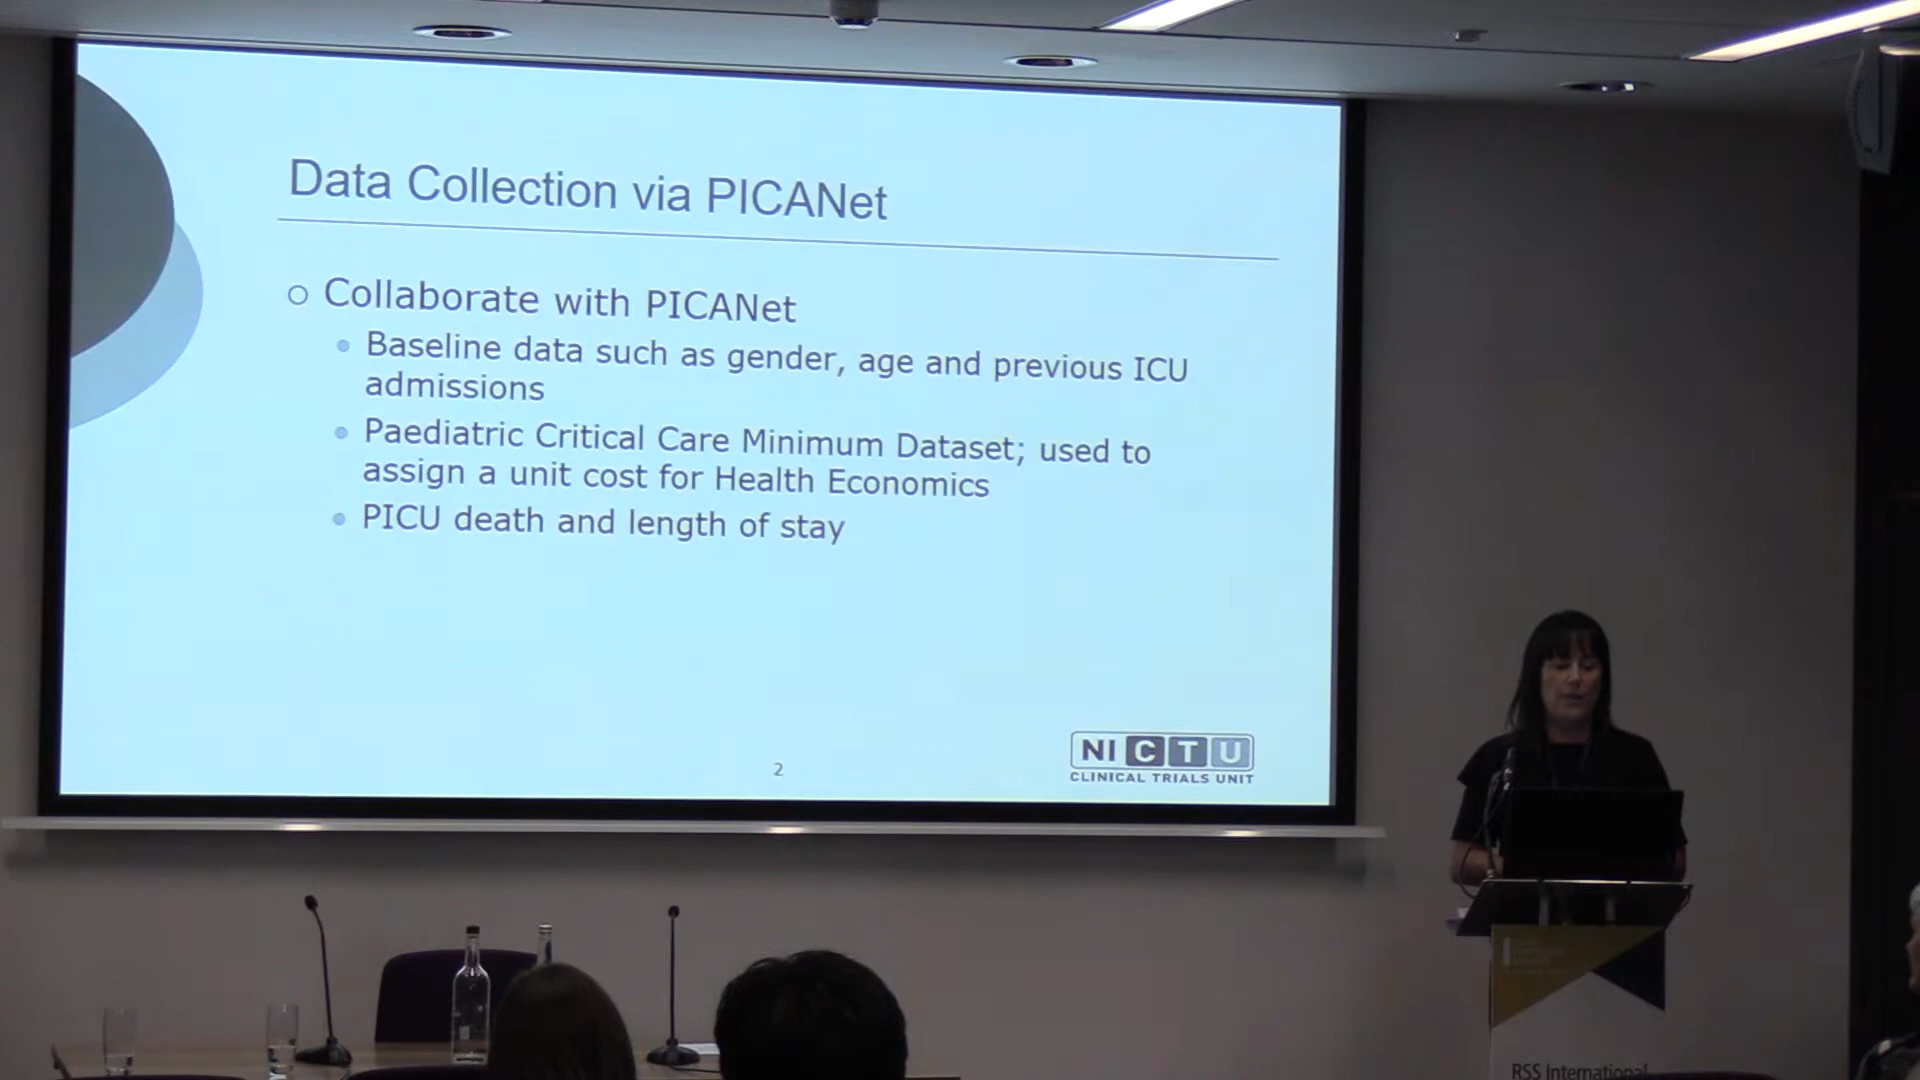 Data Collection via PICANet
Collaborate with PICANet
Baseline data such as gender, age and previous ICU
admissions
Paediatric Critical Care Minimum Dataset; used to
assign a unit cost for Health Economics
PICU death and length of stay
2
NI C T U
CLINICAL TRIALS UNIT
RSS International